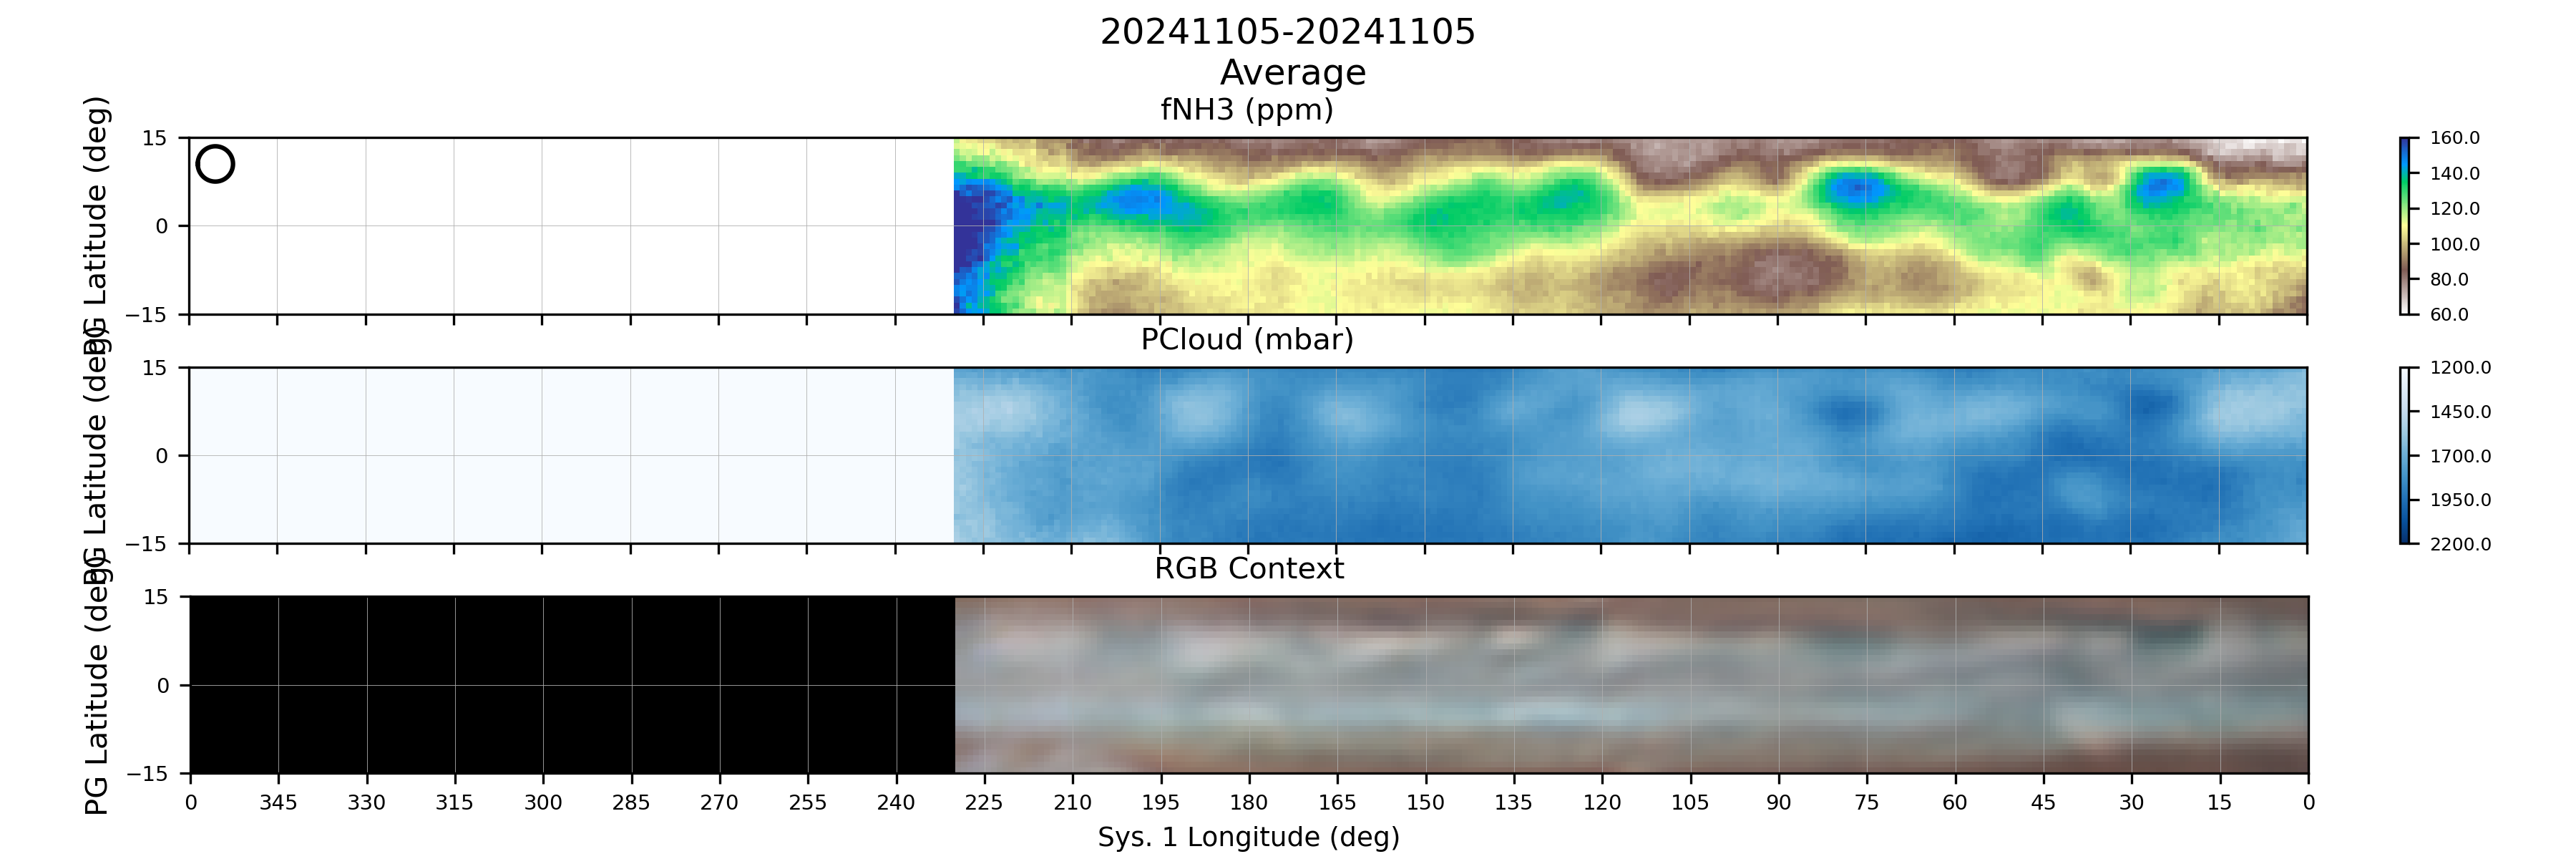 20241105-20241105
Average
fNH3 (ppm)
PG Latitude (deg)
15
0
−15
160.0
140.0
120.0
100.0
80.0
60.0
PCloud (mbar)
PG Latitude (deg)
15
0
−15
1200.0
1450.0
1700.0
1950.0
2200.0
RGB Context
PG Latitude (deg)
15
0
−15
0 345 330 315 300 285 270 255 240 225 210 195 180 165 150 135 120 105 90 75 60 45 30 15 0
Sys. 1 Longitude (deg)